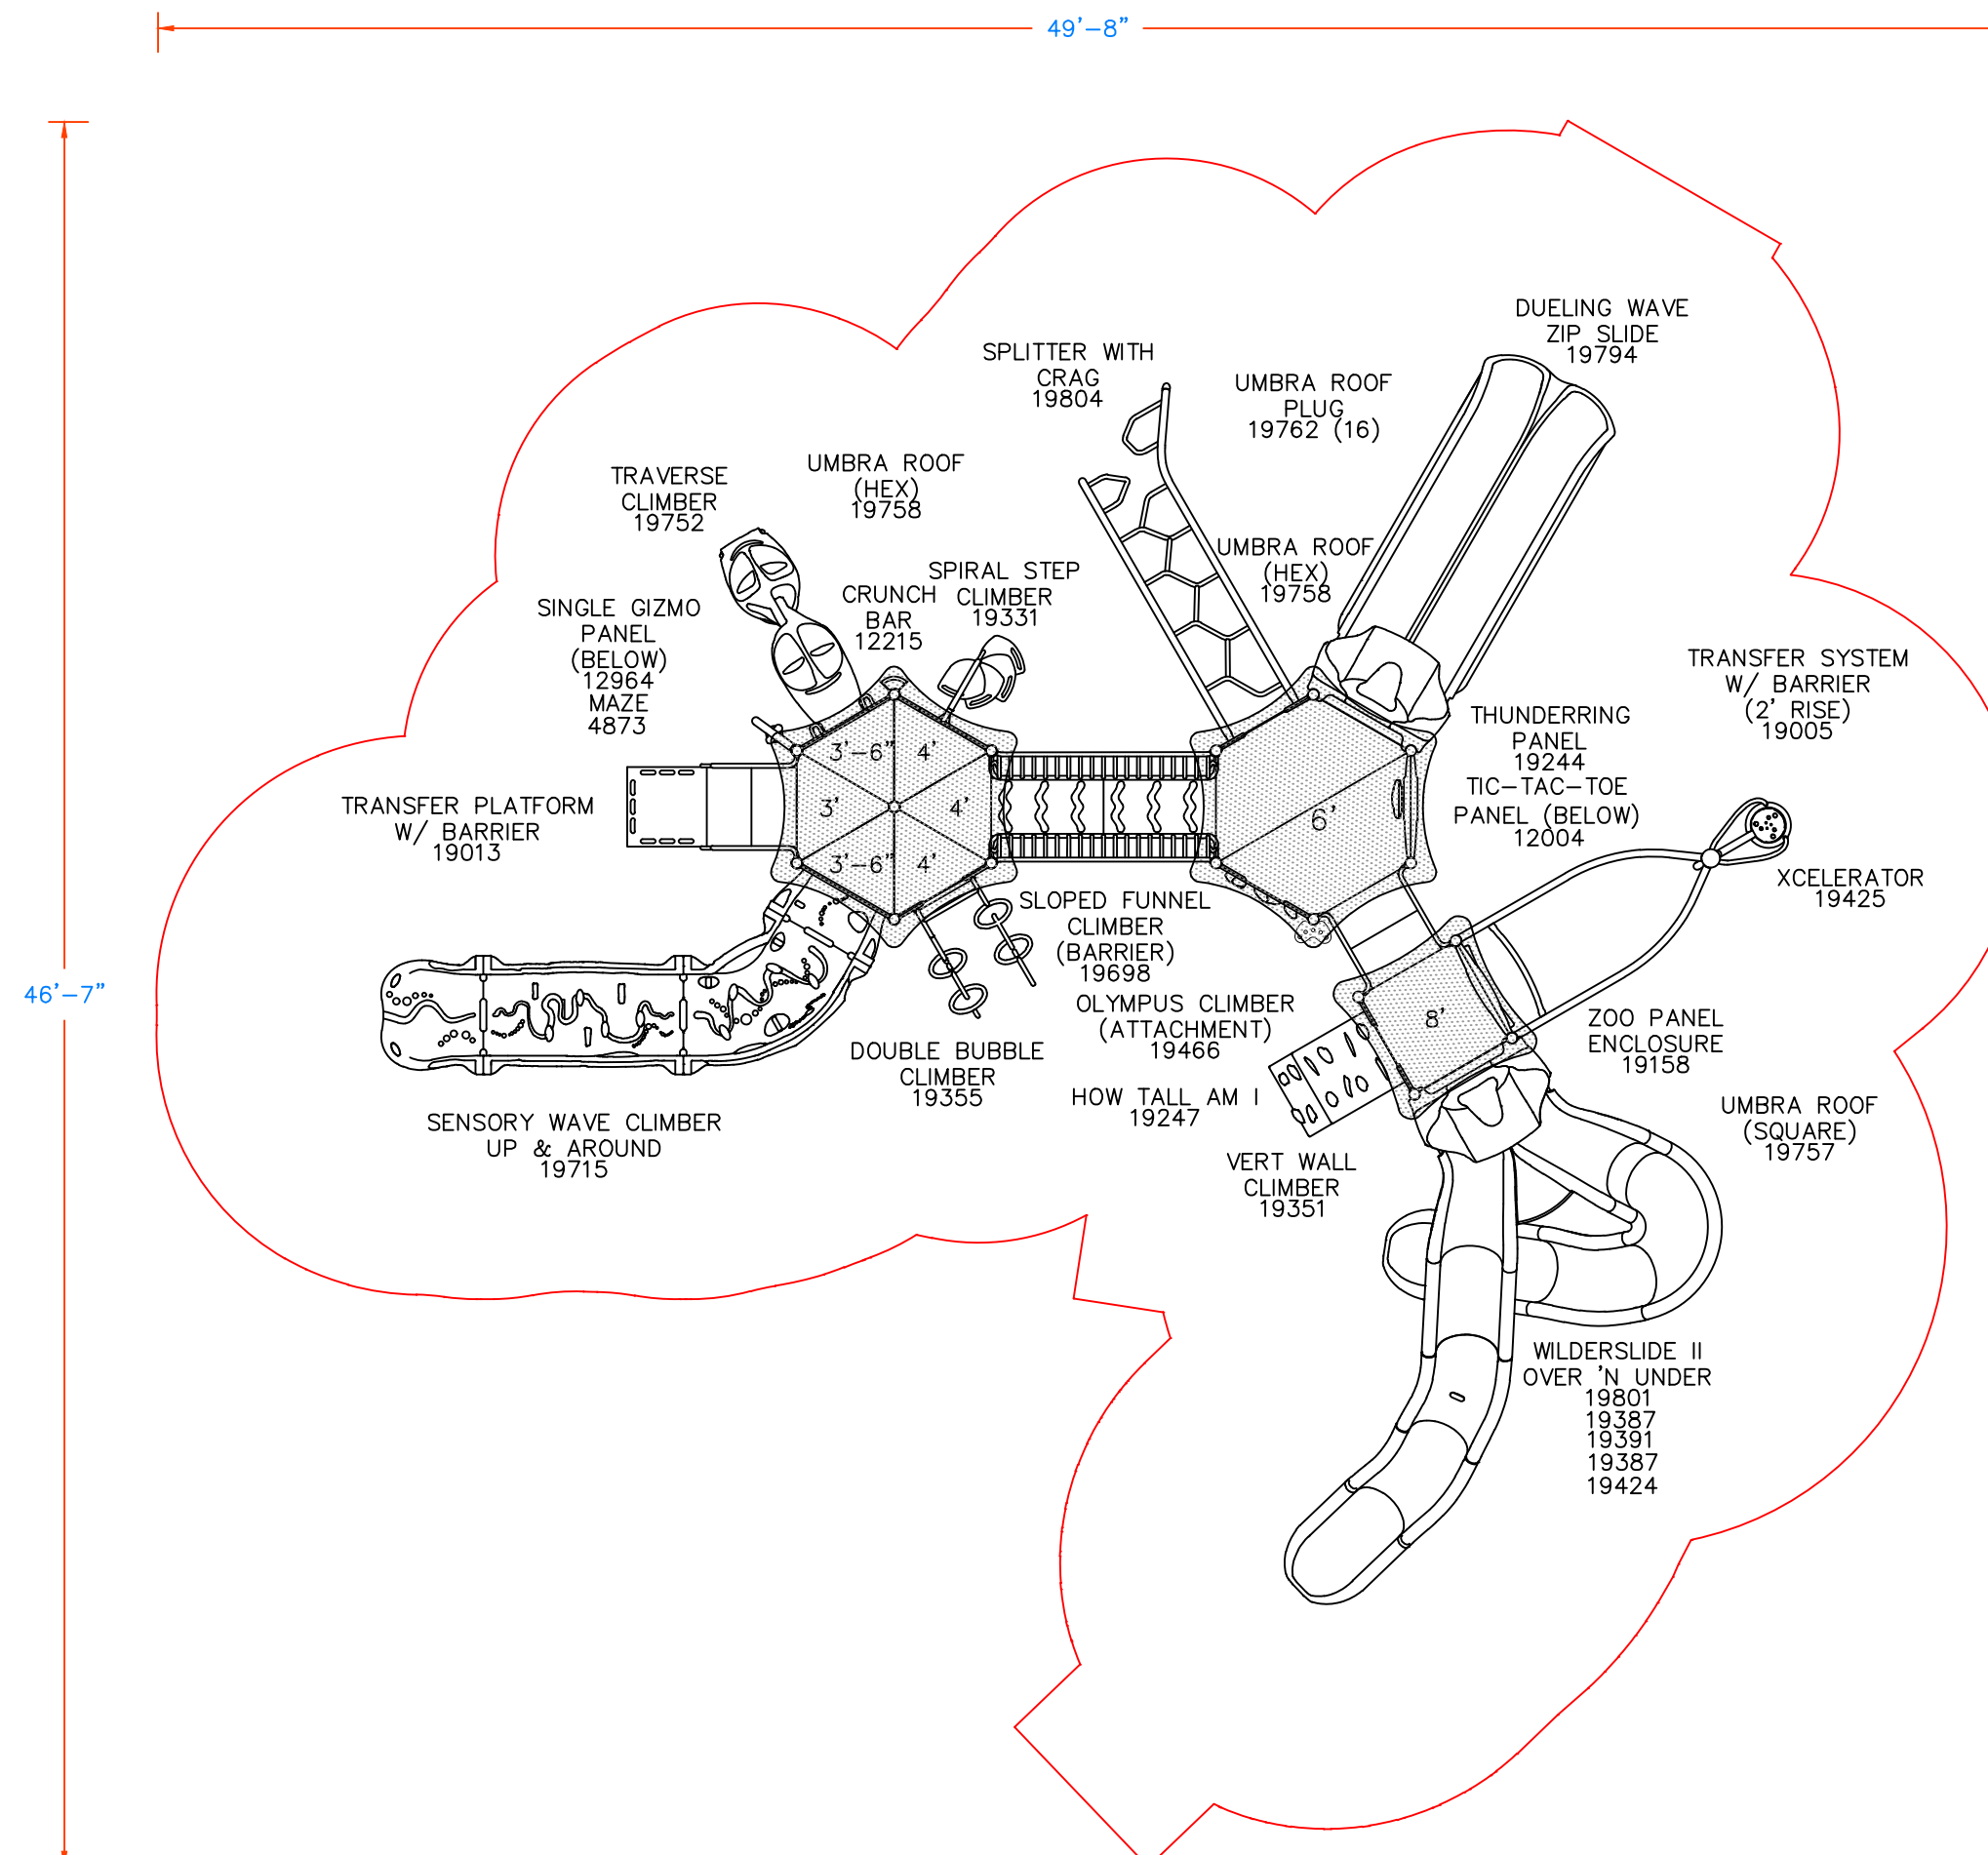 49'-8"
46'-7"
DUELING WAVE
ZIP SLIDE
19794
SPLITTER WITH
CRAG
19804
UMBRA ROOF
PLUG
19762 (16)
UMBRA ROOF
(HEX)
19758
TRAVERSE
CLIMBER
19752
UMBRA ROOF
(HEX)
19758
SPIRAL STEP
CLIMBER
19331
CRUNCH
BAR
12215
SINGLE GIZMO
PANEL
(BELOW)
12964
MAZE
4873
TRANSFER SYSTEM
W/ BARRIER
(2' RISE)
19005
THUNDERRING
PANEL
19244
TIC-TAC-TOE
PANEL (BELOW)
12004
3'-6"
4'
3'
4'
3'-6"
4'
6'
8'
TRANSFER PLATFORM
W/ BARRIER
19013
XCELERATOR
19425
SLOPED FUNNEL
CLIMBER
(BARRIER)
19698
OLYMPUS CLIMBER
(ATTACHMENT)
19466
ZOO PANEL
ENCLOSURE
19158
DOUBLE BUBBLE
CLIMBER
19355
HOW TALL AM I
19247
UMBRA ROOF
(SQUARE)
19757
SENSORY WAVE CLIMBER
UP & AROUND
19715
VERT WALL
CLIMBER
19351
WILDERSLIDE II
OVER 'N UNDER
19801
19387
19391
19387
19424